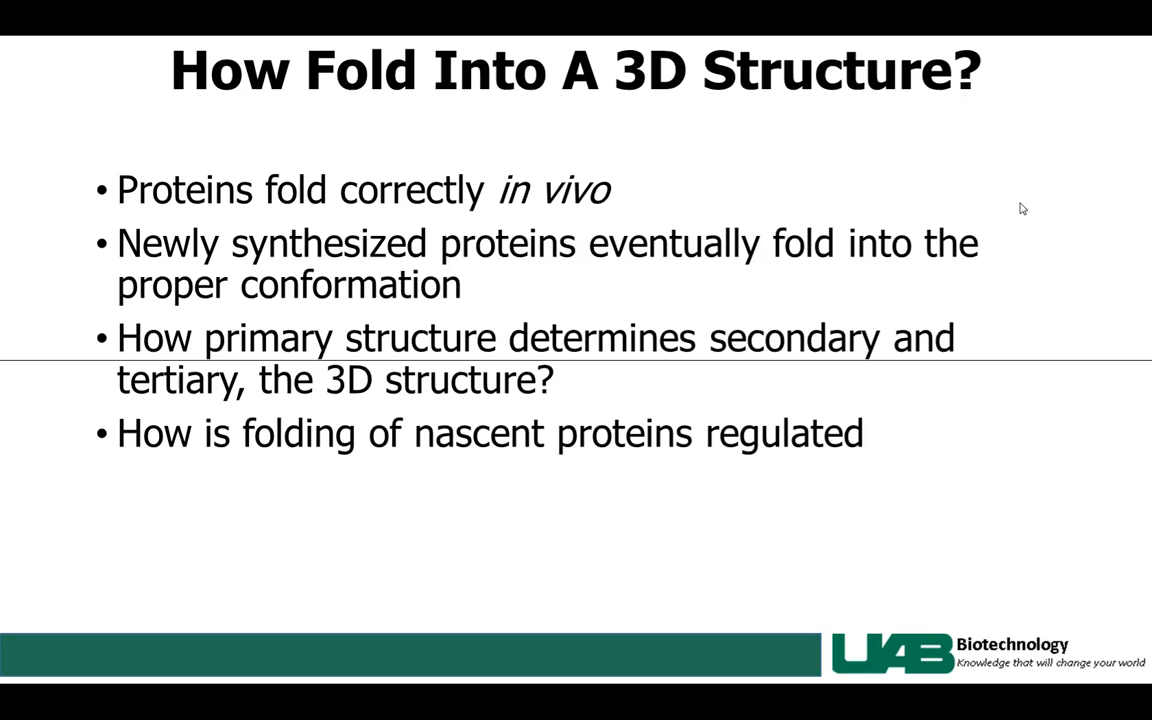 How Fold Into A 3D Structure?
• Proteins fold correctly in vivo
• Newly synthesized proteins eventually fold into the
proper conformation
• How primary structure determines secondary and
tertiary, the 3D structure?
• How is folding of nascent proteins regulated
UAB Biotechnology
Knowledge that will change your world